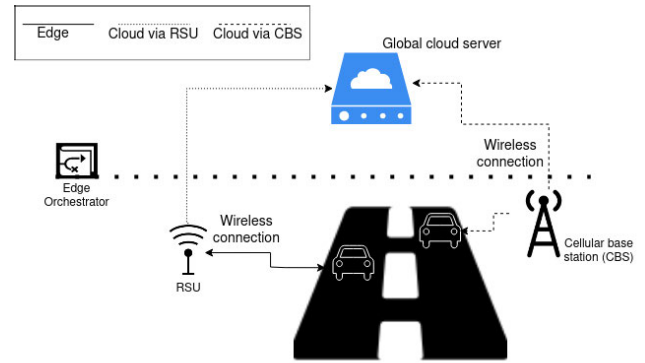 Edge
Cloud via RSU
Cloud via CBS
Global cloud server
Wireless
connection
Edge
Orchestrator
Wireless
connection
Cellular base
station (CBS)
RSU